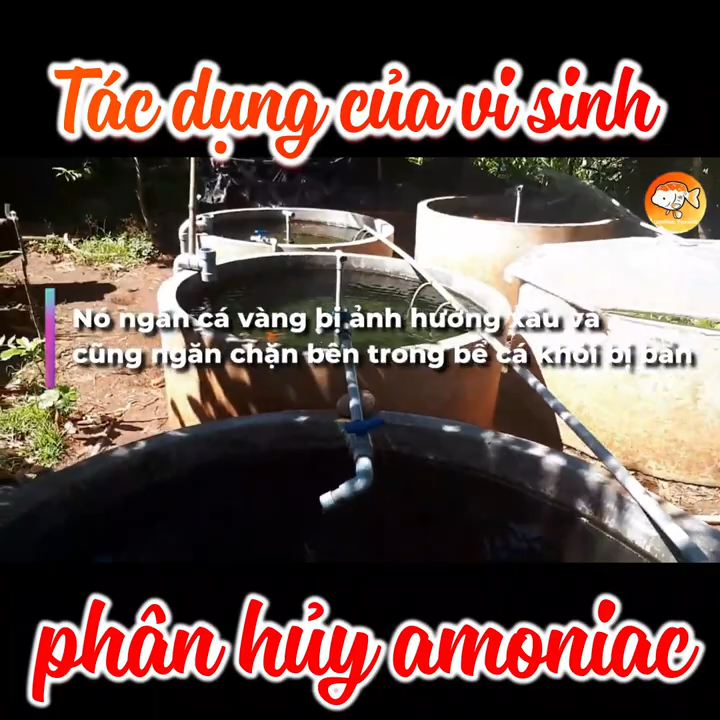 Tác dụng của vi sinh
Nó ngăn cá vàng bị ảnh hưởng xấu và
cũng ngăn chặn bên trong bể cá khỏi bị bẩn
phân hủy amoniac